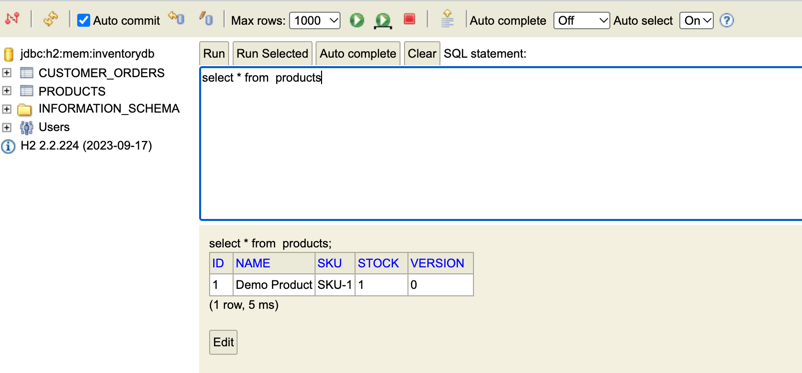 Auto commit Max rows: 1000 Auto complete Off Auto select On
jdbc:h2:mem:inventorydb
CUSTOMER_ORDERS
PRODUCTS
INFORMATION_SCHEMA
Users
H2 2.2.224 (2023-09-17)
Run Run Selected Auto complete Clear SQL statement:
select * from  products
select * from  products;
ID NAME SKU STOCK VERSION
1 Demo Product SKU-1 1 0
(1 row, 5 ms)
Edit